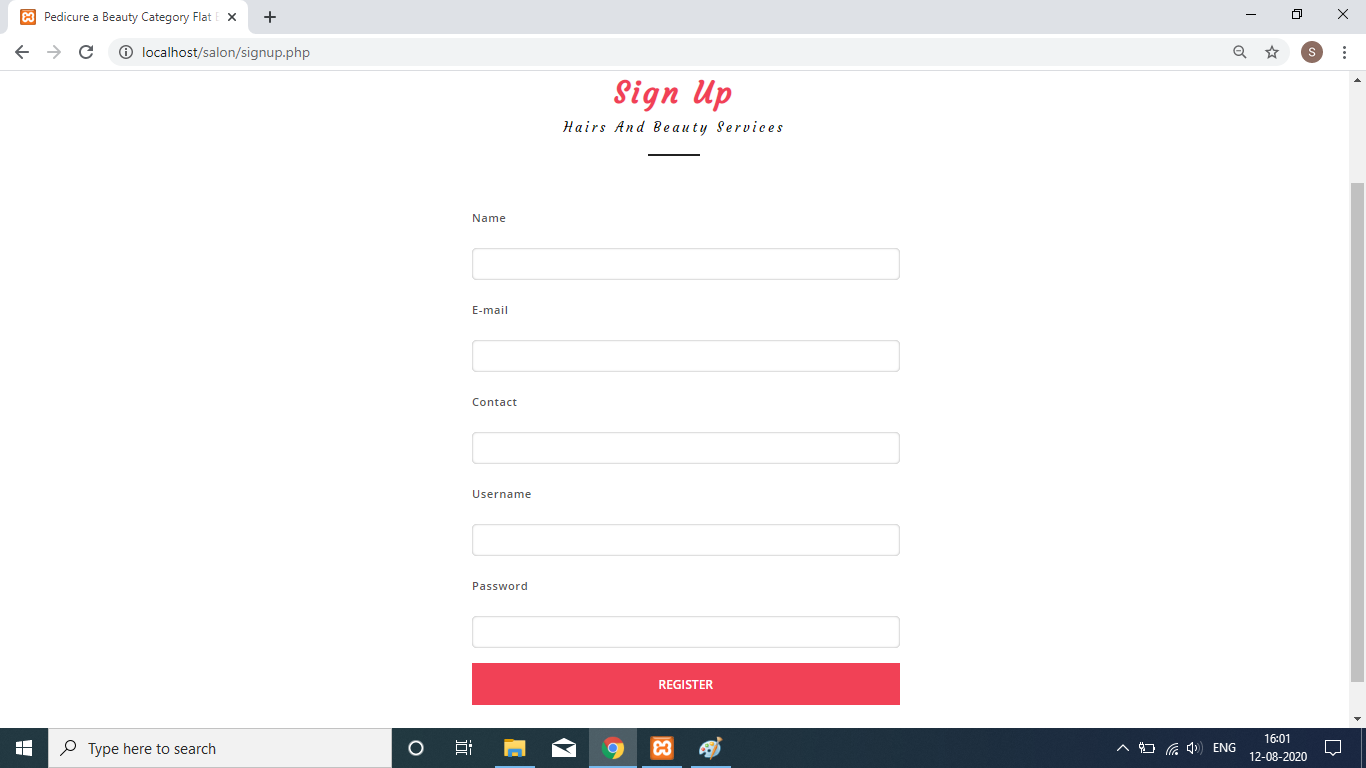 Pedicure a Beauty Category Flat
localhost/salon/signup.php
S
Sign Up
Hairs And Beauty Services
Name
E-mail
Contact
Username
Password
REGISTER
Type here to search
ENG
16:01
12-08-2020